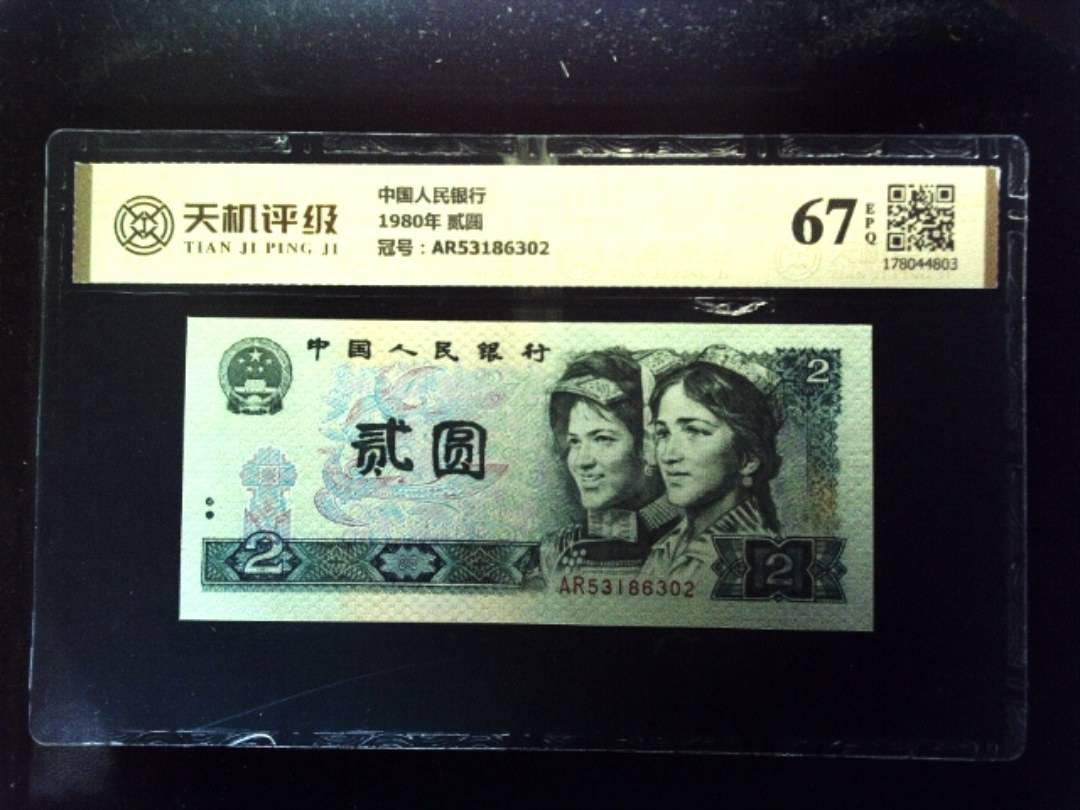 天机评级
TIAN JI PING JI
中国人民银行
1980年 贰圆
冠号：AR53186302
67
EPQ
178044803
中国人民银行
2
贰圆
2
2
AR53186302